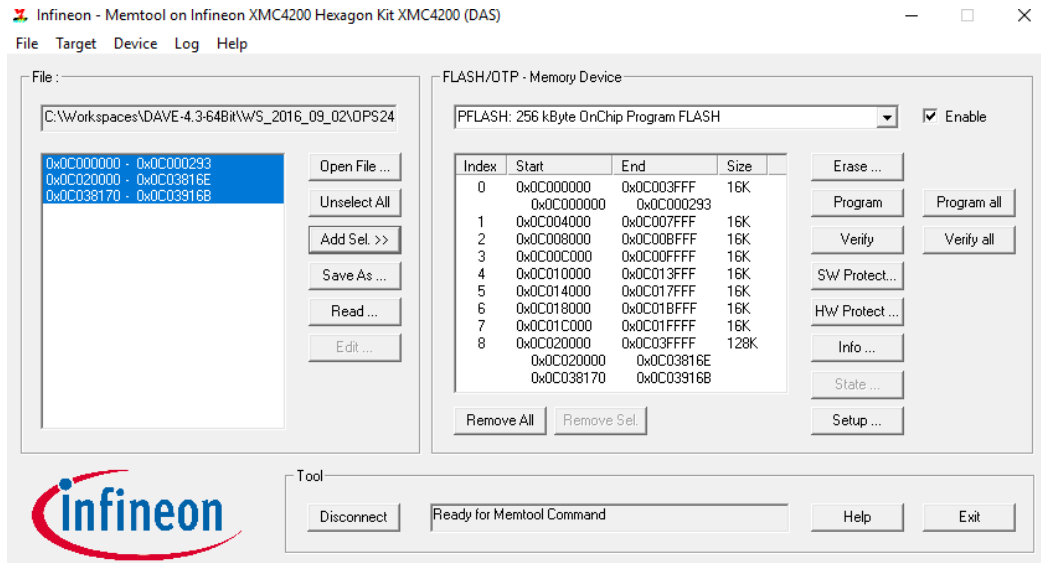 Infineon - Memtool on Infineon XMC4200 Hexagon Kit XMC4200 (DAS)
File Target Device Log Help
File :
C:\Workspaces\DAVE-4.3-64Bit\WS_2016_09_02\OPS24
0x0C000000 - 0x0C000293
0x0C020000 - 0x0C03816E
0x0C038170 - 0x0C03916B
Open File ...
Unselect All
Add Sel. >>
Save As ...
Read ...
Edit ...
FLASH/OTP - Memory Device
PFLASH: 256 kByte OnChip Program FLASH
Enable
Index Start End Size
0 0x0C000000 0x0C003FFF 16K
0x0C000000 0x0C000293
1 0x0C004000 0x0C007FFF 16K
2 0x0C008000 0x0C00BFFF 16K
3 0x0C00C000 0x0C00FFFF 16K
4 0x0C010000 0x0C013FFF 16K
5 0x0C014000 0x0C017FFF 16K
6 0x0C018000 0x0C01BFFF 16K
7 0x0C01C000 0x0C01FFFF 16K
8 0x0C020000 0x0C03FFFF 128K
0x0C020000 0x0C03816E
0x0C038170 0x0C03916B
Remove All
Remove Sel.
Erase ...
Program
Verify
SW Protect...
HW Protect ...
Info ...
State ...
Setup ...
Program all
Verify all
infineon
Tool
Disconnect
Ready for Memtool Command
Help
Exit